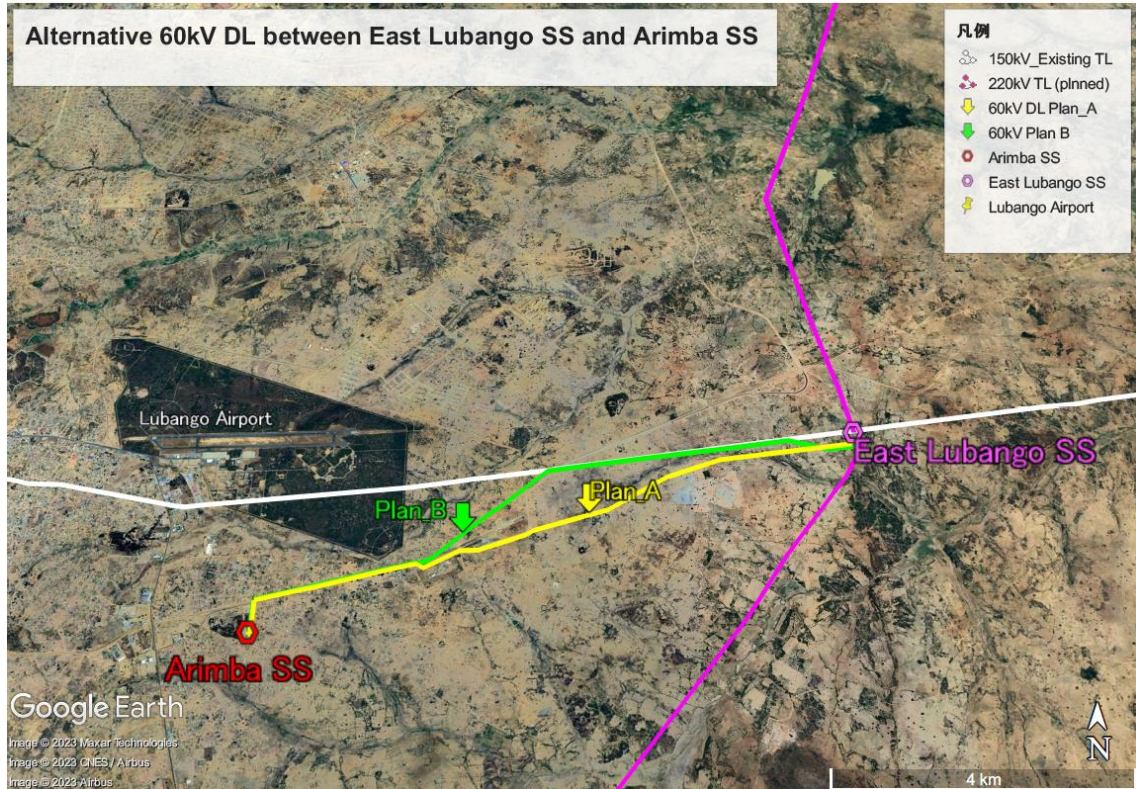 Alternative 60kV DL between East Lubango SS and Arimba SS
凡例
150kV_Existing TL
220kV TL (plnned)
60kV DL Plan_A
60kV Plan B
Arimba SS
East Lubango SS
Lubango Airport
Lubango Airport
East Lubango SS
Plan_A
Plan_B
Arimba SS
Google Earth
Image © 2023 Maxar Technologies
Image © 2023 CNES / Airbus
Image © 2023 Airbus
N
4 km